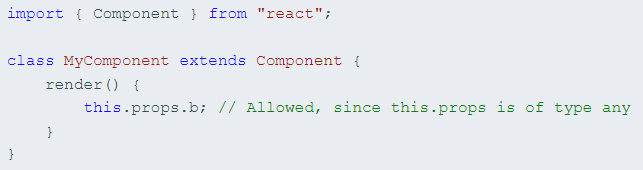 import { Component } from "react";
class MyComponent extends Component {
render() {
this.props.b; // Allowed, since this.props is of type any
}
}